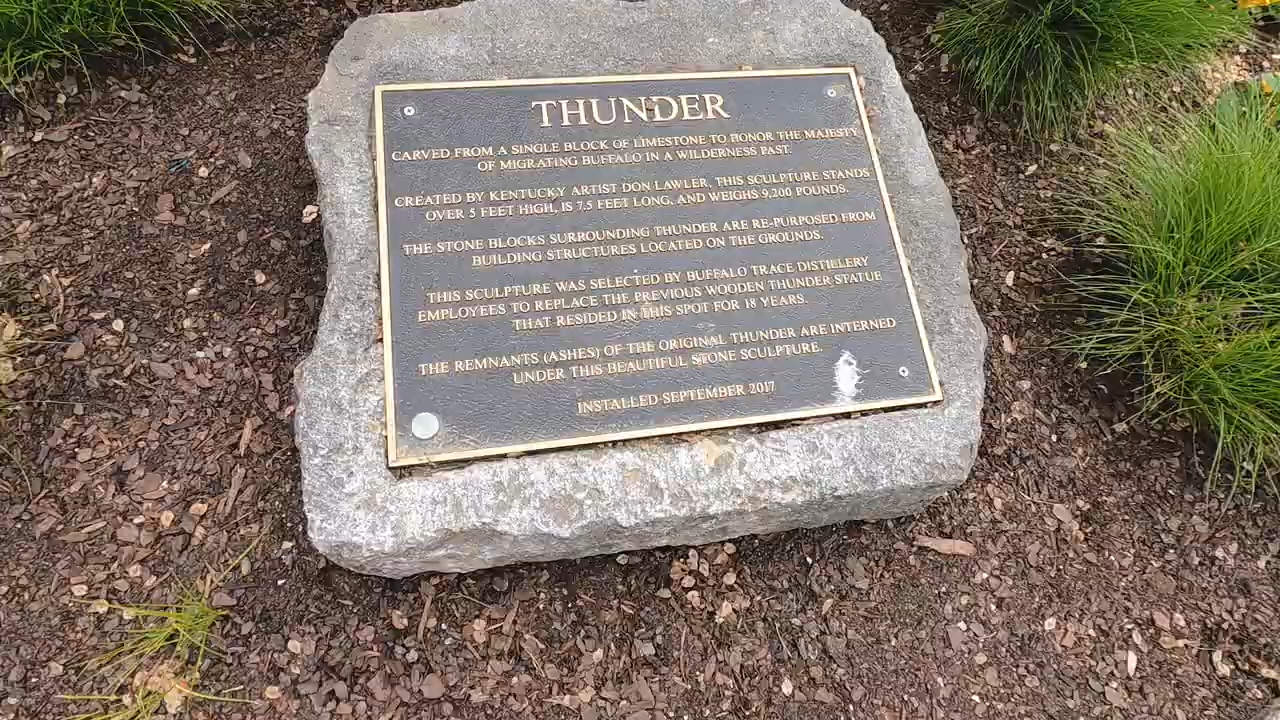 THUNDER
CARVED FROM A SINGLE BLOCK OF LIMESTONE TO HONOR THE MAJESTY
OF MIGRATING BUFFALO IN A WILDERNESS PAST.
CREATED BY KENTUCKY ARTIST DON LAWLER, THIS SCULPTURE STANDS
OVER 5 FEET HIGH, IS 7.5 FEET LONG, AND WEIGHS 9,200 POUNDS.
THE STONE BLOCKS SURROUNDING THUNDER ARE RE-PURPOSED FROM
BUILDING STRUCTURES LOCATED ON THE GROUNDS.
THIS SCULPTURE WAS SELECTED BY BUFFALO TRACE DISTILLERY
EMPLOYEES TO REPLACE THE PREVIOUS WOODEN THUNDER STATUE
THAT RESIDED IN THIS SPOT FOR 18 YEARS.
THE REMNANTS (ASHES) OF THE ORIGINAL THUNDER ARE INTERNED
UNDER THIS BEAUTIFUL STONE SCULPTURE.
INSTALLED SEPTEMBER 2017